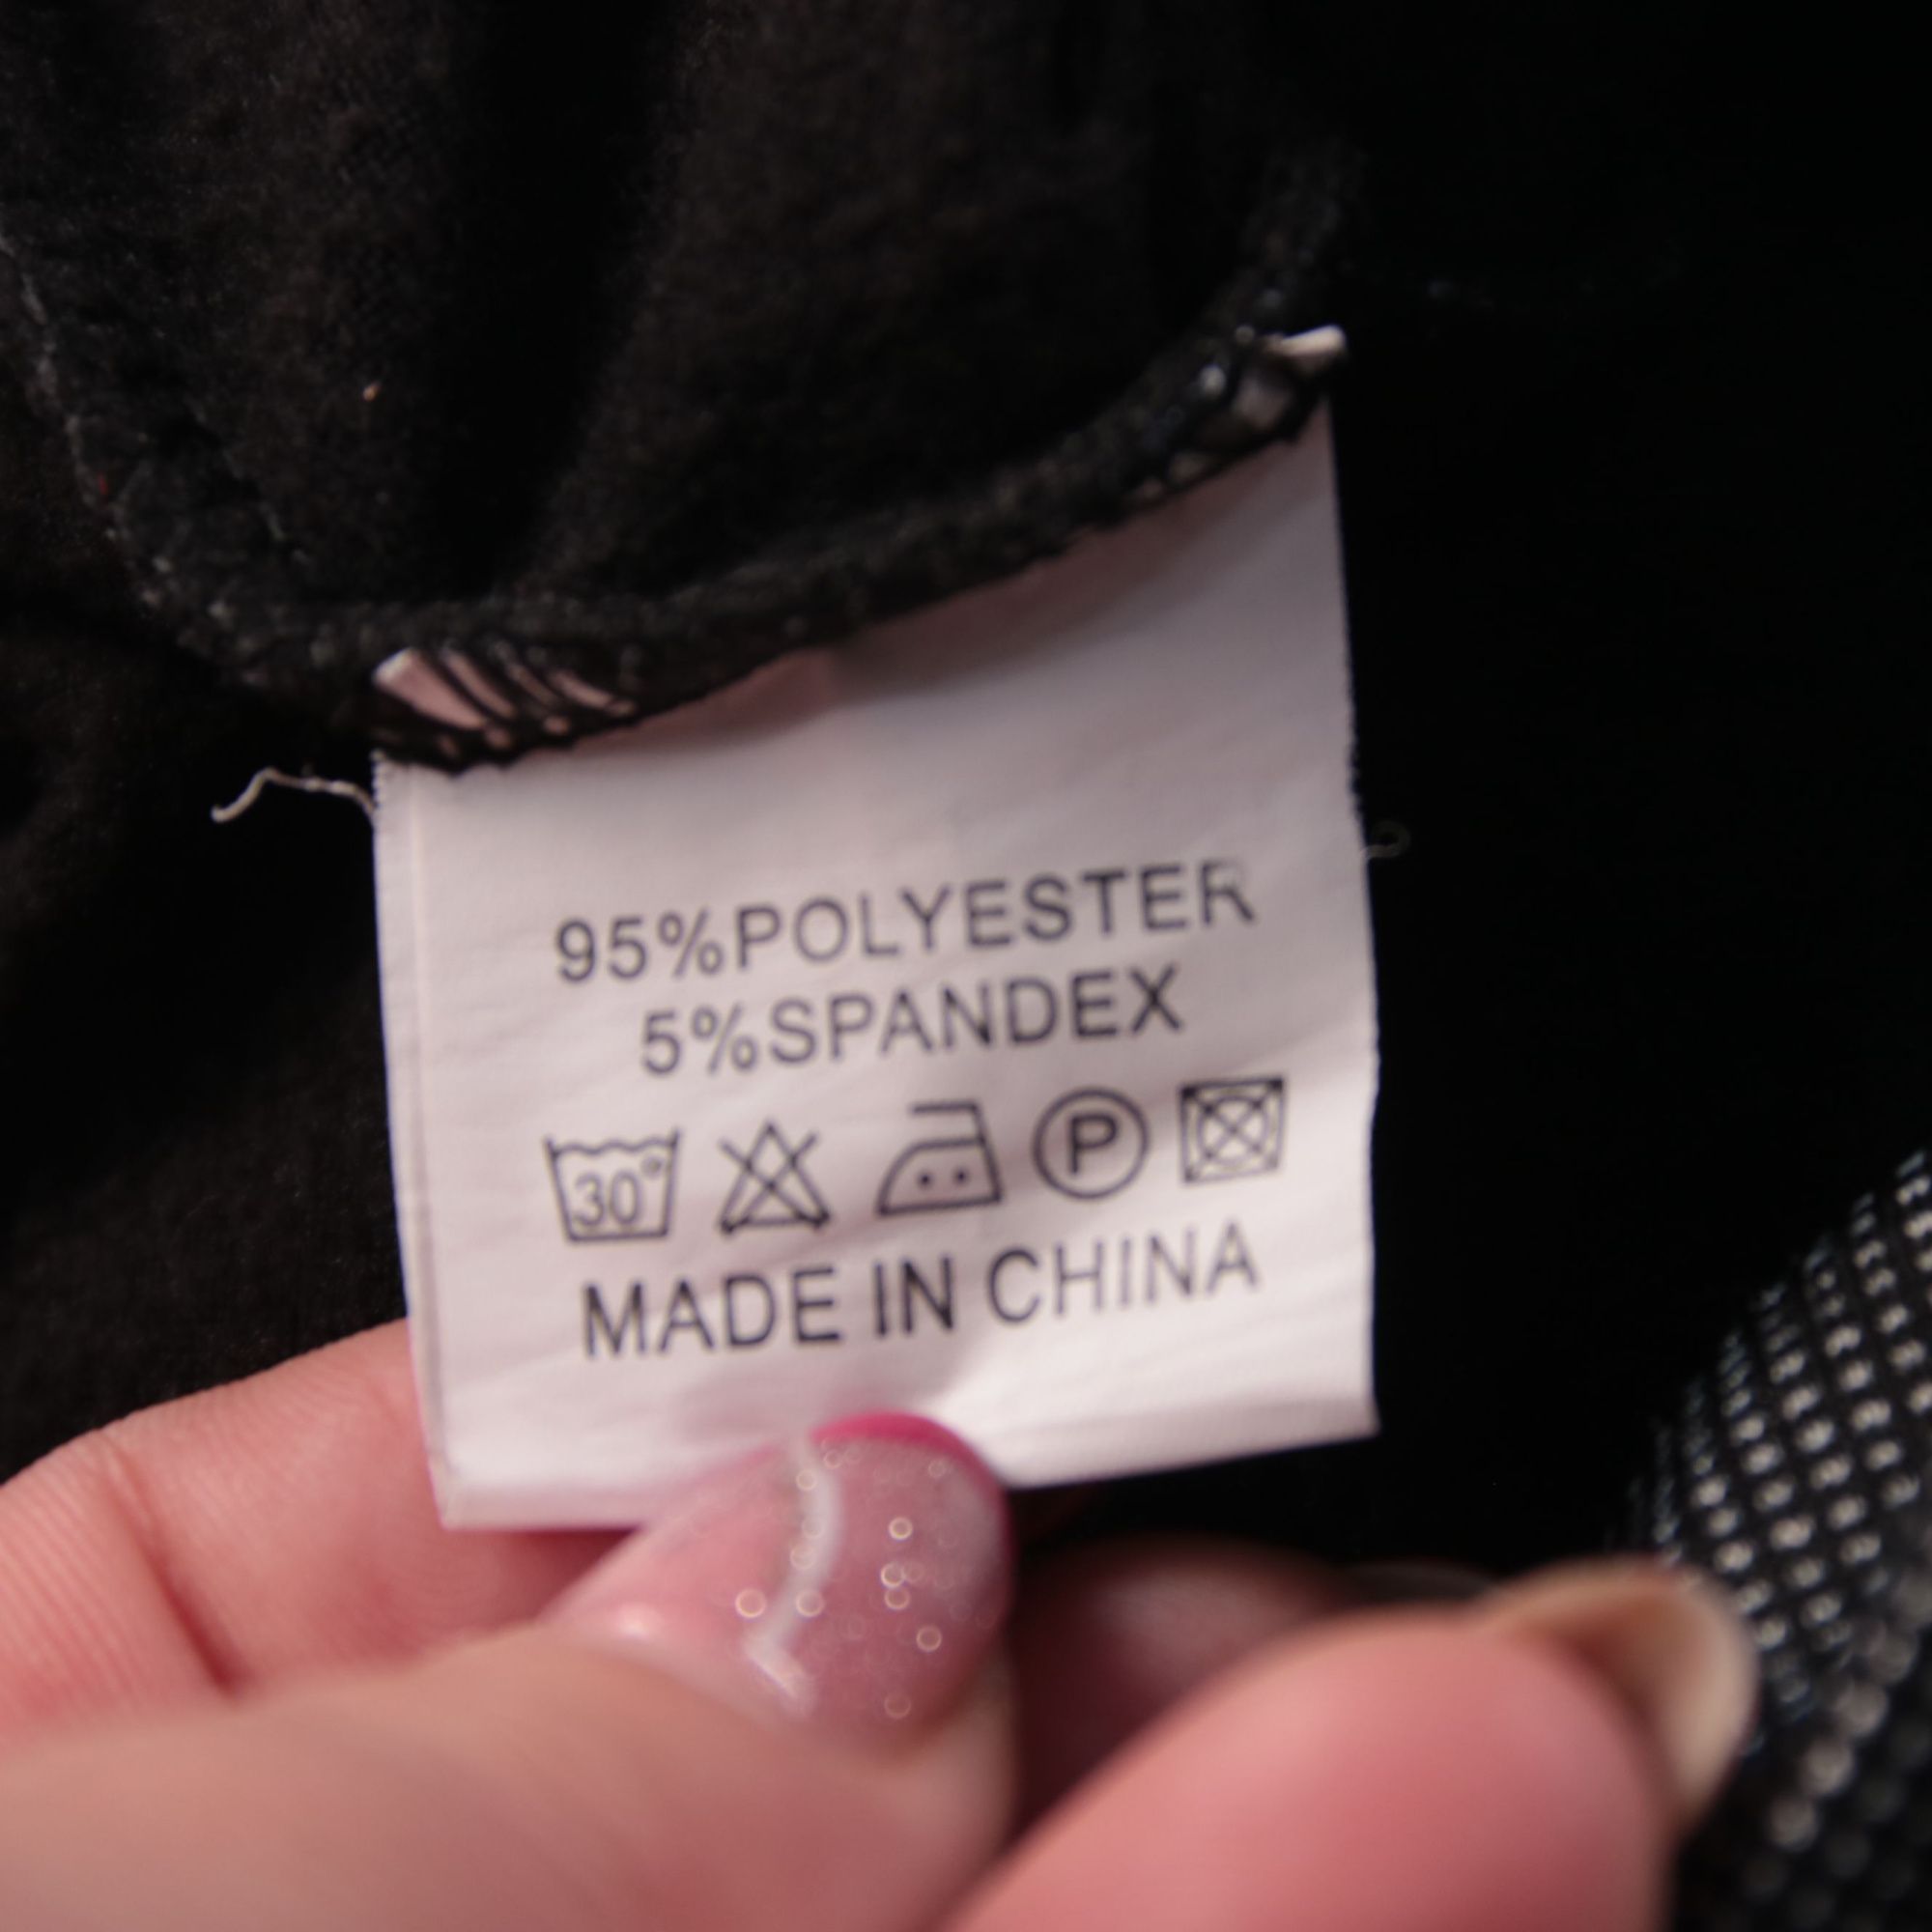 95%POLYESTER
5%SPANDEX
30° P
MADE IN CHINA